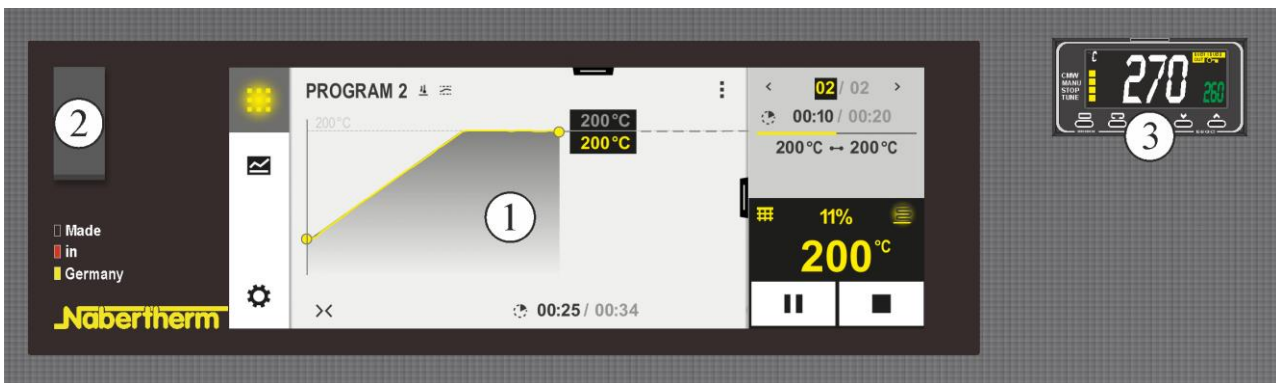 PROGRAM 2
200°C
200°C
200°C
00:25 / 00:34
02 / 02
00:10 / 00:20
200°C ↔ 200°C
11%
200°C
2
Made
in
Germany
Nabertherm
1
C
270
260
CMW
MANU
STOP
TUNE
3